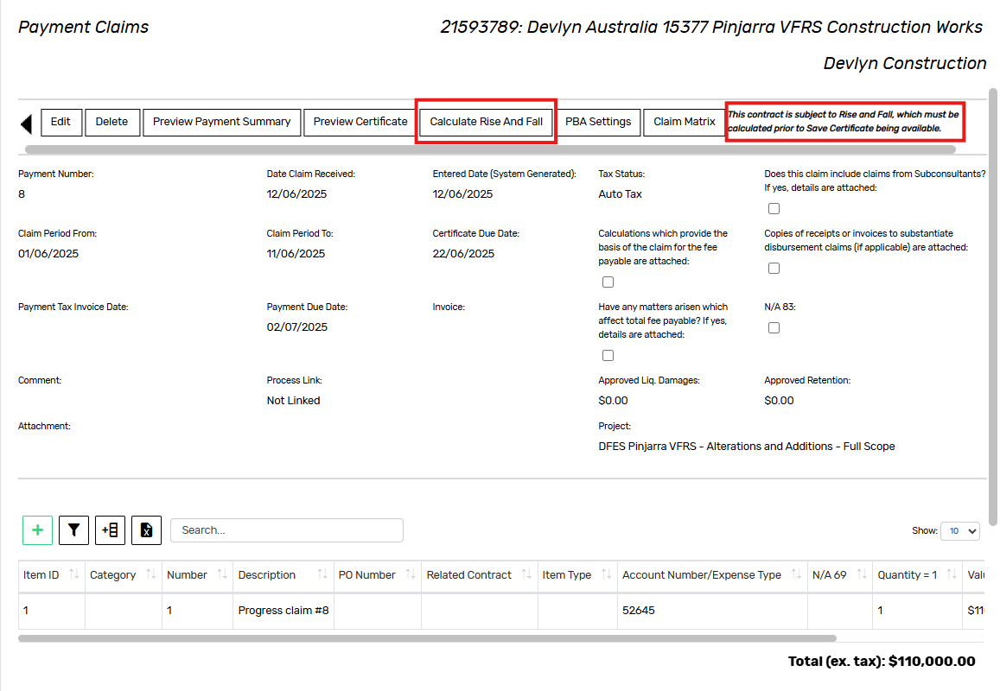 Payment Claims
21593789: Devlyn Australia 15377 Pinjarra VFRS Construction Works
Devlyn Construction
Edit
Delete
Preview Payment Summary
Preview Certificate
Calculate Rise And Fall
PBA Settings
Claim Matrix
This contract is subject to Rise and Fall, which must be
calculated prior to Save Certificate being available.
Payment Number:
8
Date Claim Received:
12/06/2025
Entered Date (System Generated):
12/06/2025
Tax Status:
Auto Tax
Does this claim include claims from Subconsultants?
If yes, details are attached:
Claim Period From:
01/06/2025
Claim Period To:
11/06/2025
Certificate Due Date:
22/06/2025
Calculations which provide the
basis of the claim for the fee
payable are attached:
Copies of receipts or invoices to substantiate
disbursement claims (if applicable) are attached:
Payment Tax Invoice Date:
Payment Due Date:
02/07/2025
Invoice:
Have any matters arisen which
affect total fee payable? If yes,
details are attached:
N/A 83:
Comment:
Process Link:
Not Linked
Approved Liq. Damages:
$0.00
Approved Retention:
$0.00
Attachment:
Project:
DFES Pinjarra VFRS - Alterations and Additions - Full Scope
Search...
Show: 10
Item ID Category Number Description PO Number Related Contract Item Type Account Number/Expense Type N/A 69 Quantity = 1
1 1 Progress claim #8 52645 1
Total (ex. tax): $110,000.00